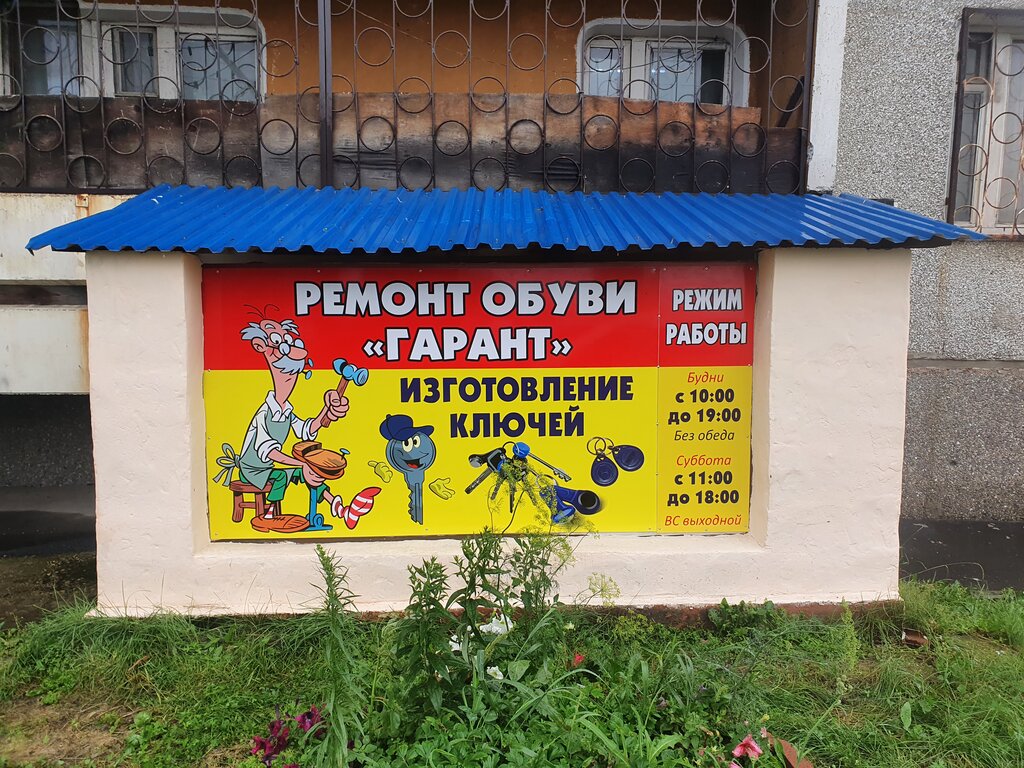 РЕМОНТ ОБУВИ
«ГАРАНТ»
ИЗГОТОВЛЕНИЕ
КЛЮЧЕЙ
РЕЖИМ
РАБОТЫ
Будни
с 10:00
до 19:00
Без обеда
Суббота
с 11:00
до 18:00
ВС выходной